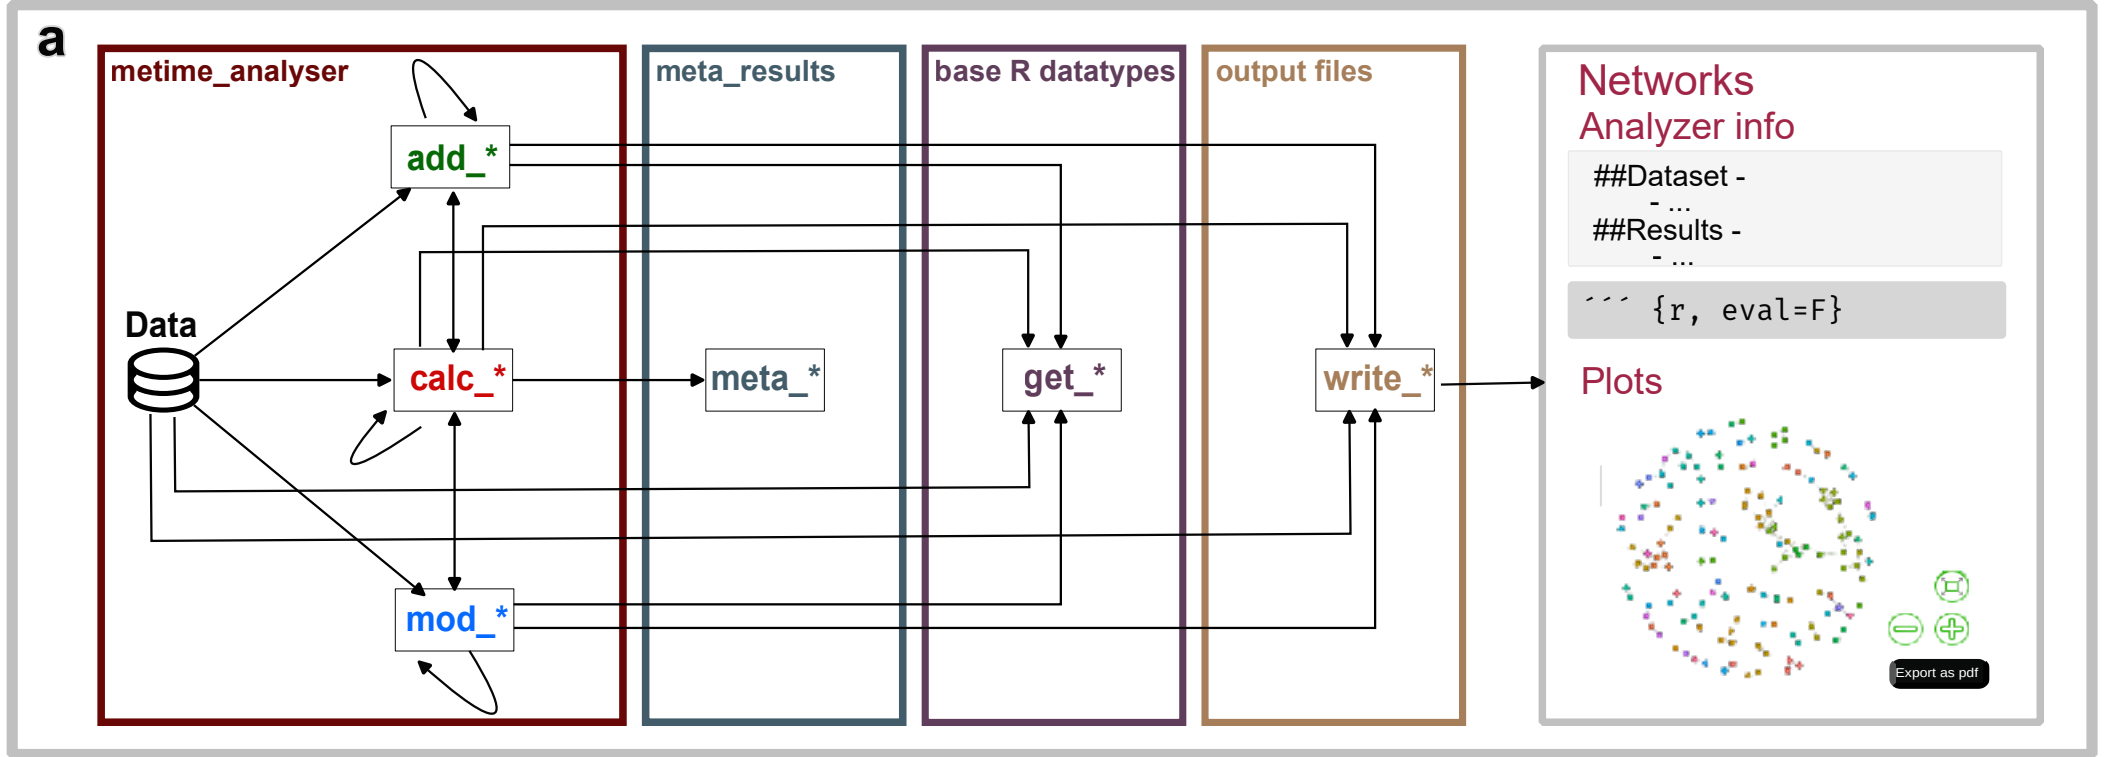 a
metime_analyser
meta_results
base R datatypes
output files
add_*
Data
calc_*
meta_*
get_*
write_*
mod_*
Networks
Analyzer info
##Dataset -
- ...
##Results -
- ...
´´´ {r, eval=F}
Plots
Export as pdf